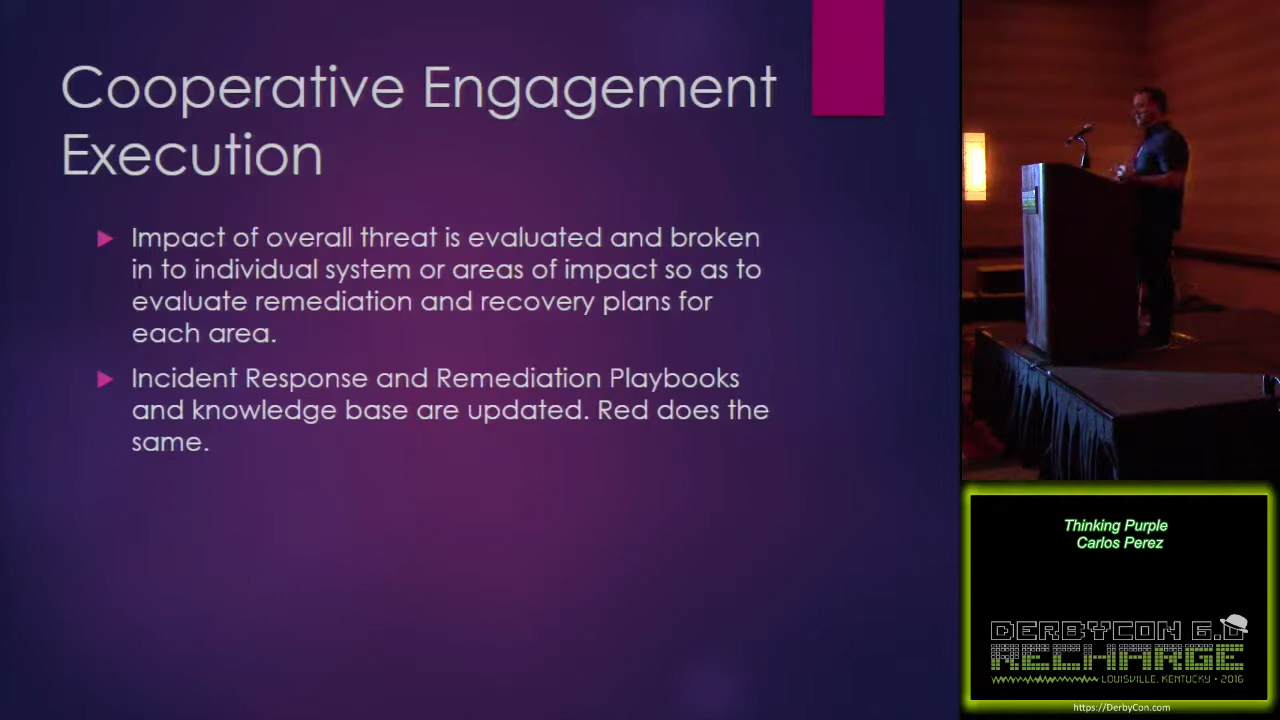 Cooperative Engagement
Execution
Impact of overall threat is evaluated and broken
in to individual system or areas of impact so as to
evaluate remediation and recovery plans for
each area.
Incident Response and Remediation Playbooks
and knowledge base are updated. Red does the
same.
Thinking Purple
Carlos Perez
DERBYCON 6.0
RECHARGE
LOUISVILLE, KENTUCKY • 2016
https://DerbyCon.com